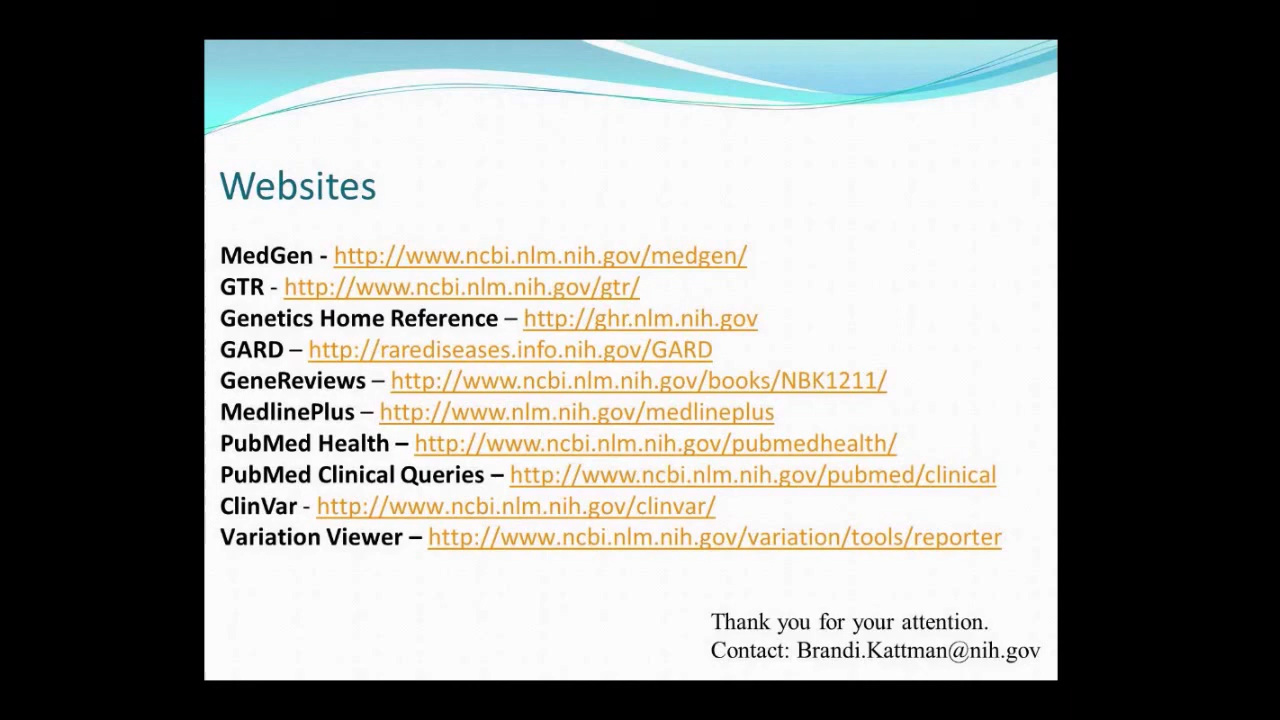 Websites
MedGen - http://www.ncbi.nlm.nih.gov/medgen/
GTR - http://www.ncbi.nlm.nih.gov/gtr/
Genetics Home Reference – http://ghr.nlm.nih.gov
GARD – http://rarediseases.info.nih.gov/GARD
GeneReviews – http://www.ncbi.nlm.nih.gov/books/NBK1211/
MedlinePlus – http://www.nlm.nih.gov/medlineplus
PubMed Health – http://www.ncbi.nlm.nih.gov/pubmedhealth/
PubMed Clinical Queries – http://www.ncbi.nlm.nih.gov/pubmed/clinical
ClinVar - http://www.ncbi.nlm.nih.gov/clinvar/
Variation Viewer – http://www.ncbi.nlm.nih.gov/variation/tools/reporter
Thank you for your attention.
Contact: Brandi.Kattman@nih.gov